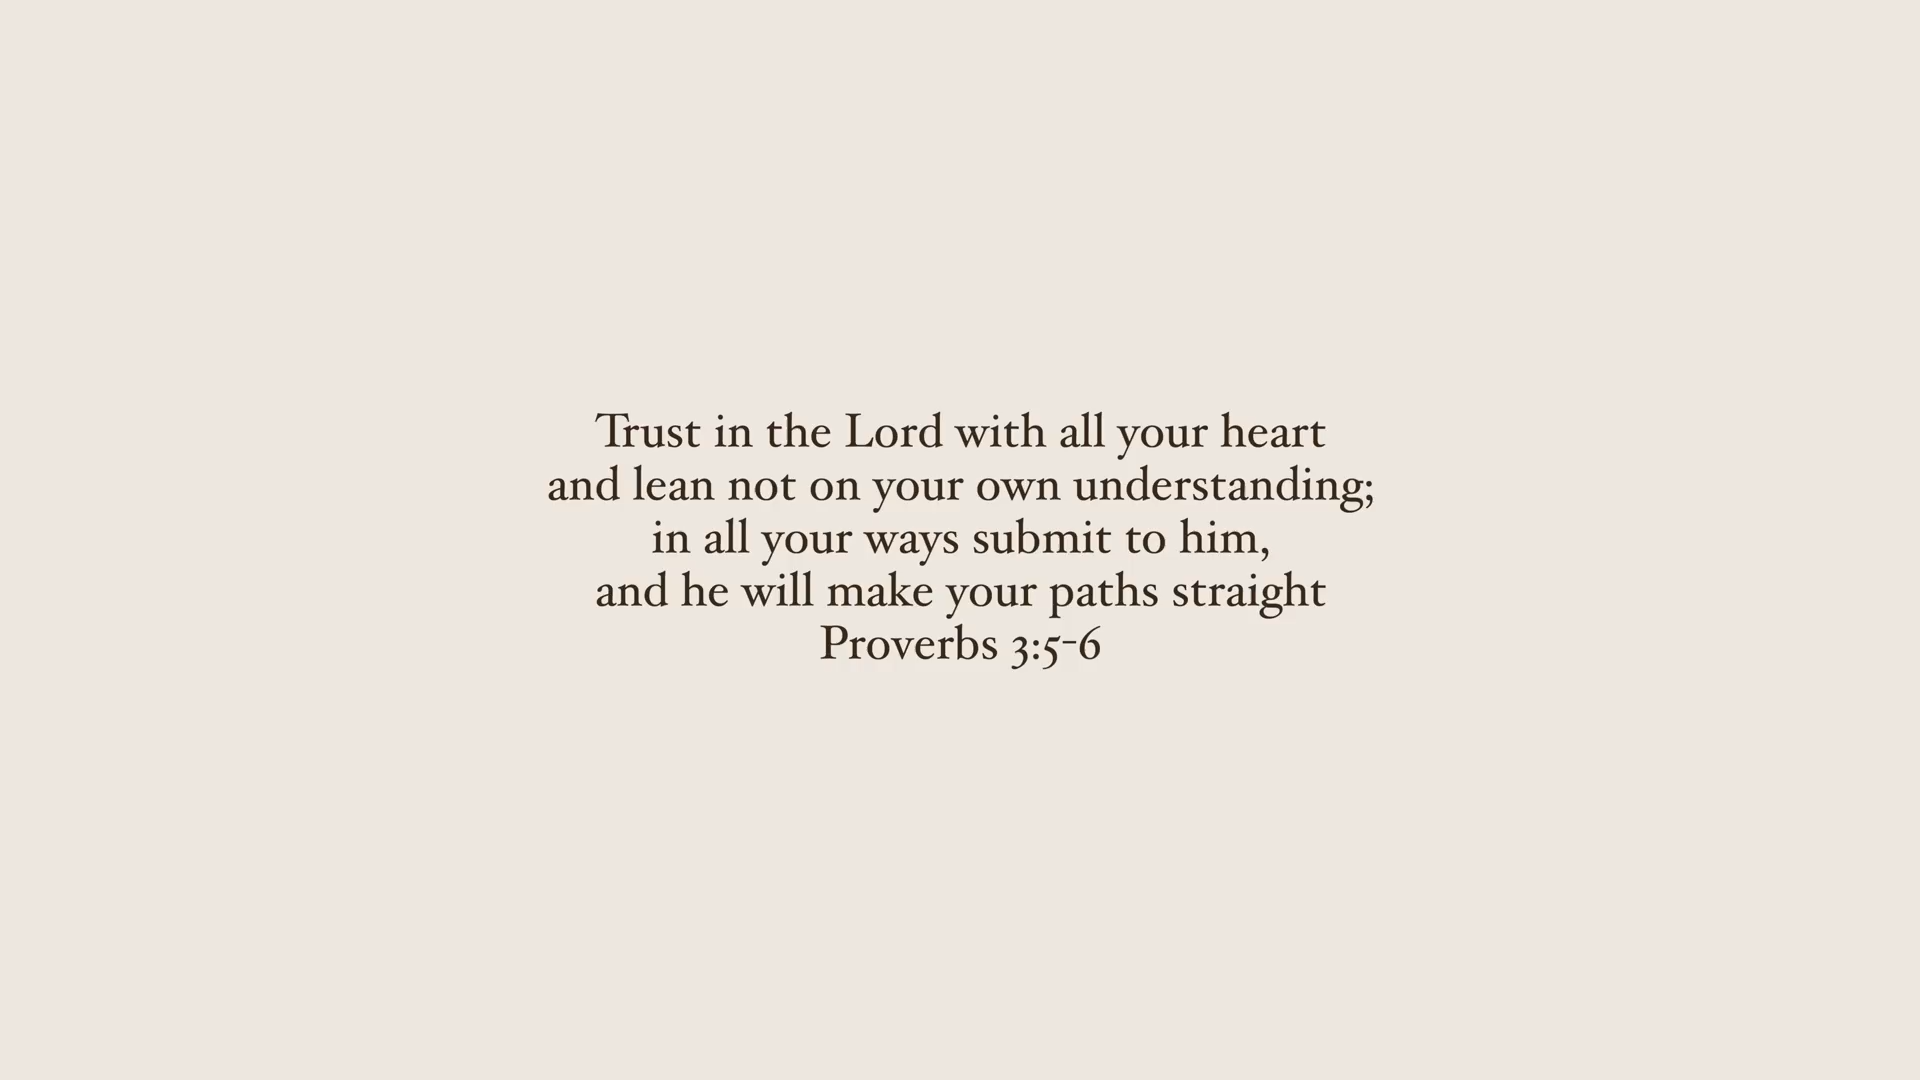 Trust in the Lord with all your heart
and lean not on your own understanding;
in all your ways submit to him,
and he will make your paths straight
Proverbs 3:5-6